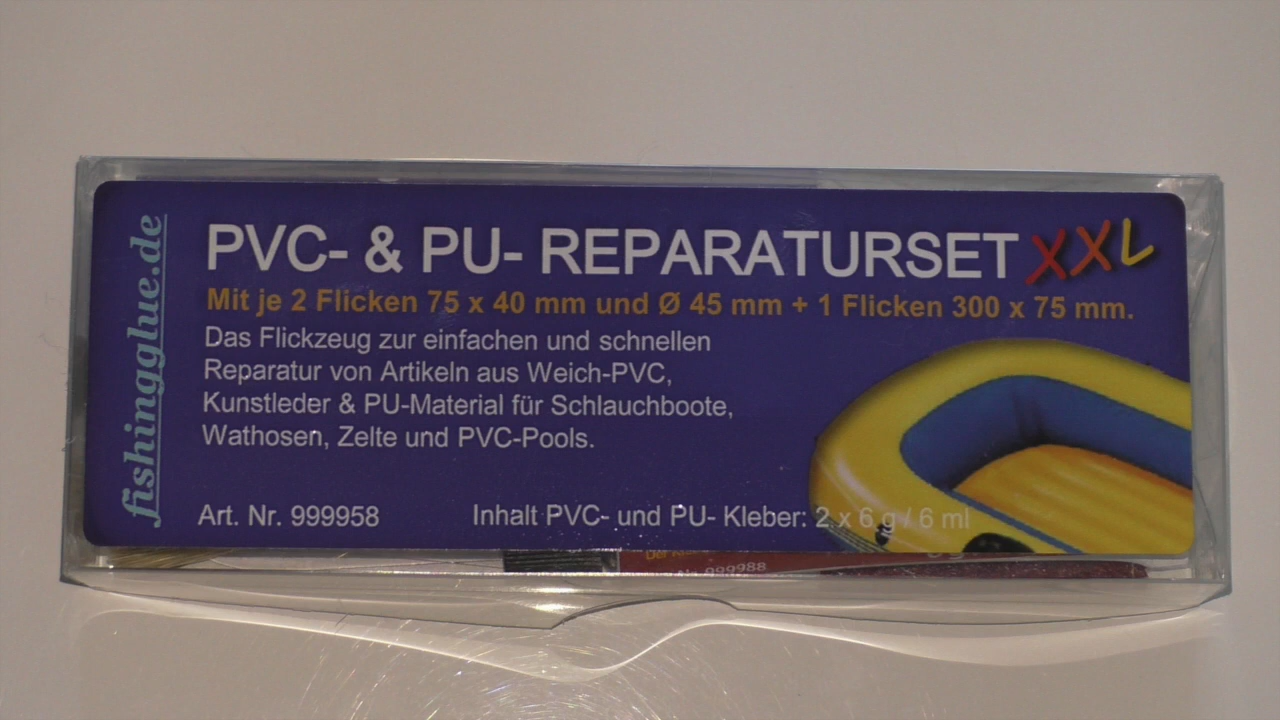 fishingglue.de
PVC- & PU- REPARATURSET XXL
Mit je 2 Flicken 75 x 40 mm und Ø 45 mm + 1 Flicken 300 x 75 mm.
Das Flickzeug zur einfachen und schnellen
Reparatur von Artikeln aus Weich-PVC,
Kunstleder & PU-Material für Schlauchboote,
Wathosen, Zelte und PVC-Pools.
Art. Nr. 999958
Inhalt PVC- und PU- Kleber: 2 x 6 g / 6 ml
999988